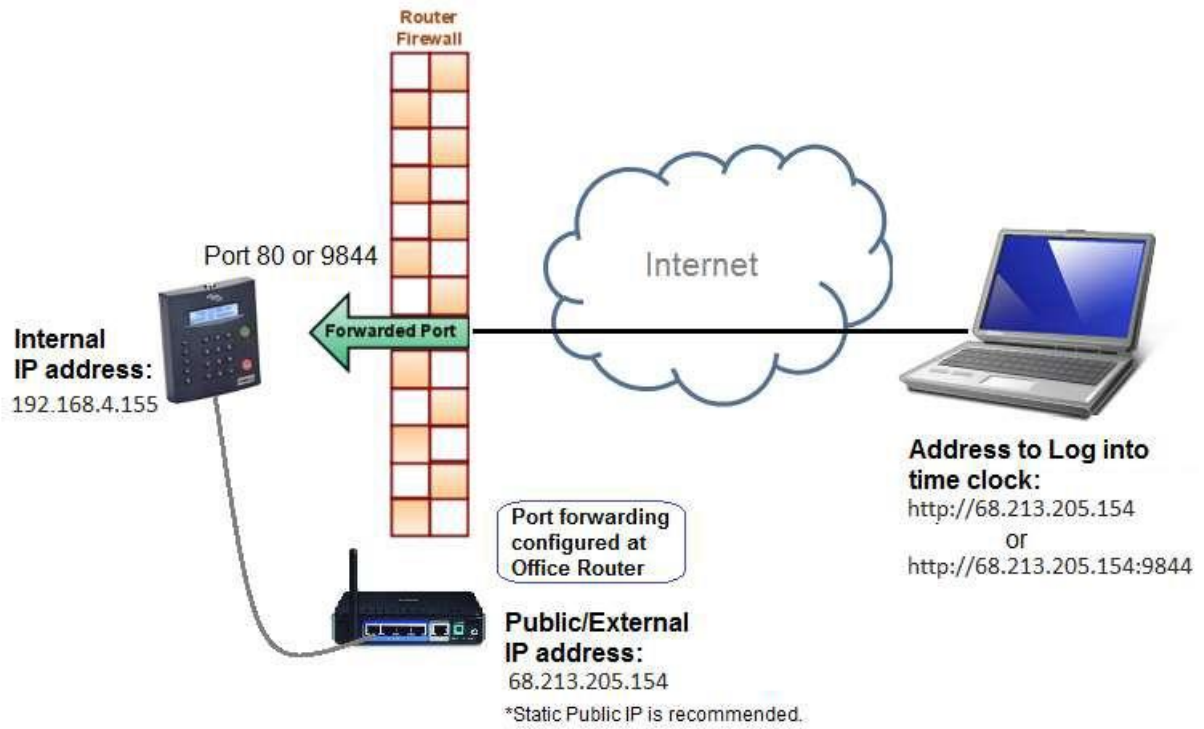 Router
Firewall
Port 80 or 9844
Forwarded Port
Internet
Internal
IP address:
192.168.4.155
Address to Log into
time clock:
http://68.213.205.154
or
http://68.213.205.154:9844
Port forwarding
configured at
Office Router
Public/External
IP address:
68.213.205.154
*Static Public IP is recommended.